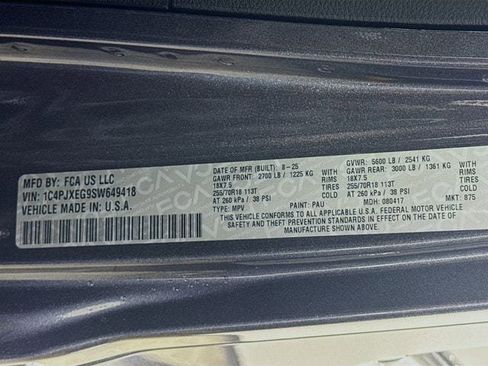 MFD BY: FCA US LLC
VIN: 1C4PJXEG9SW649418
VEHICLE MADE IN: U.S.A.
DATE OF MFR (BUILT): 8-25
GAWR FRONT: 2700 LB / 1225 KG
18X7.5 RIMS
255/70R18 113T TIRES
AT 260 kPa / 38 PSI COLD
GVWR: 5600 LB / 2541 KG
GAWR REAR: 3000 LB / 1361 KG
18X7.5 RIMS
255/70R18 113T TIRES
AT 260 kPa / 38 PSI COLD
THIS VEHICLE CONFORMS TO ALL APPLICABLE
U.S.A. FEDERAL MOTOR VEHICLE
SAFETY AND THEFT PREVENTION STANDARDS IN EFFECT ON THE DATE OF MANUFACTURE SHOWN ABOVE.
TYPE: MPV
PAINT: PAU
MDH: 080417
MKT: 875